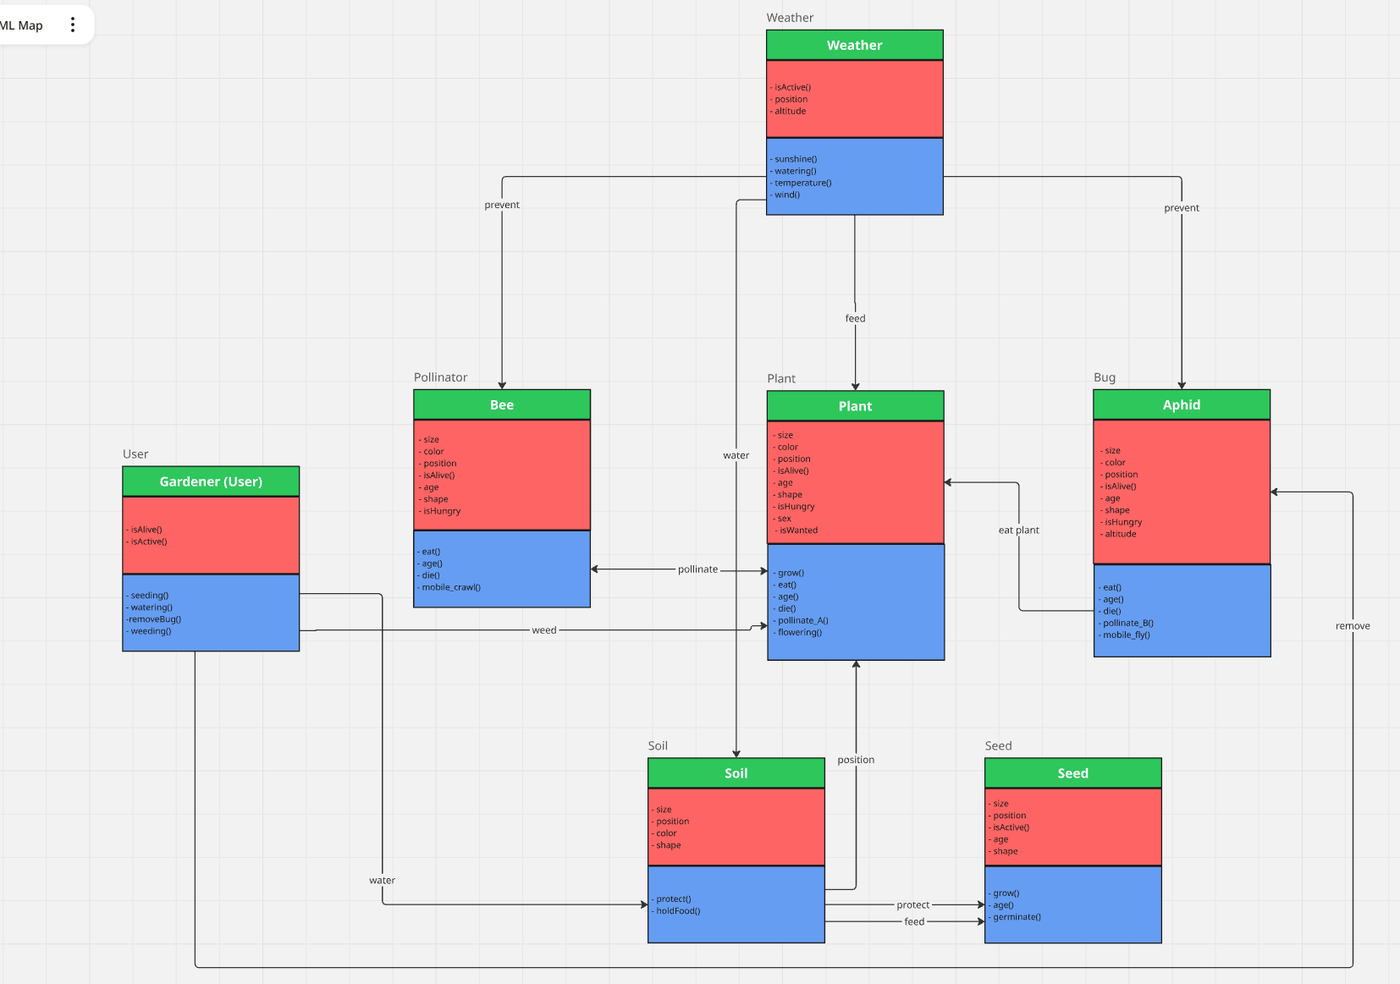 ML Map
Weather
Weather
- isActive()
- position
- altitude
- sunshine()
- watering()
- temperature()
- wind()
prevent
prevent
feed
water
Pollinator
Bee
- size
- color
- position
- isAlive()
- age
- shape
- isHungry
- eat()
- age()
- die()
- mobile_crawl()
Plant
Plant
- size
- color
- position
- isAlive()
- age
- shape
- isHungry
- sex
- isWanted
- grow()
- eat()
- age()
- die()
- pollinate_A()
- flowering()
Bug
Aphid
- size
- color
- position
- isAlive()
- age
- shape
- isHungry
- altitude
- eat()
- age()
- die()
- pollinate_B()
- mobile_fly()
User
Gardener (User)
- isAlive()
- isActive()
- seeding()
- watering()
-removeBug()
- weeding()
eat plant
pollinate
weed
remove
position
water
Soil
Soil
- size
- position
- color
- shape
- protect()
- holdFood()
protect
feed
Seed
Seed
- size
- position
- isActive()
- age
- shape
- grow()
- age()
- germinate()